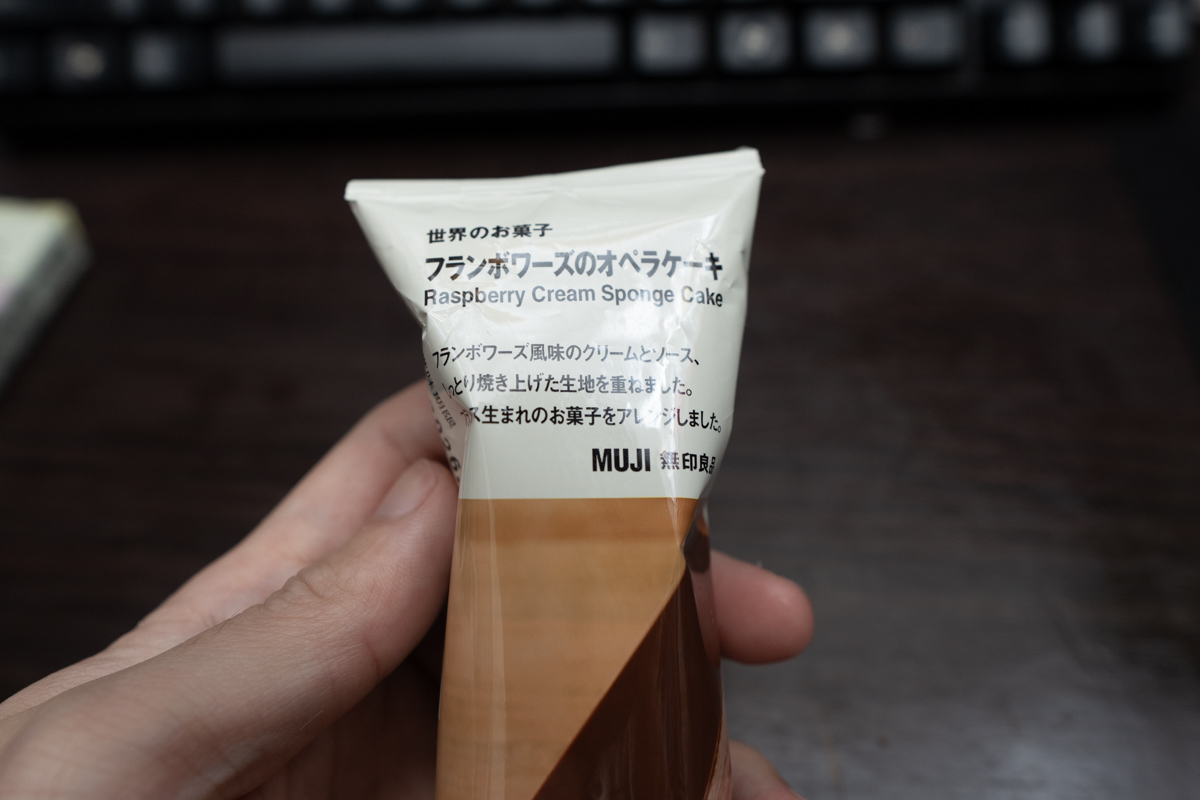 世界のお菓子
フランボワーズのオペラケーキ
Raspberry Cream Sponge Cake
フランボワーズ風味のクリームとソース、
とり焼き上げた生地を重ねました。
ス生まれのお菓子をアレンジしました。
MUJI 無印良品